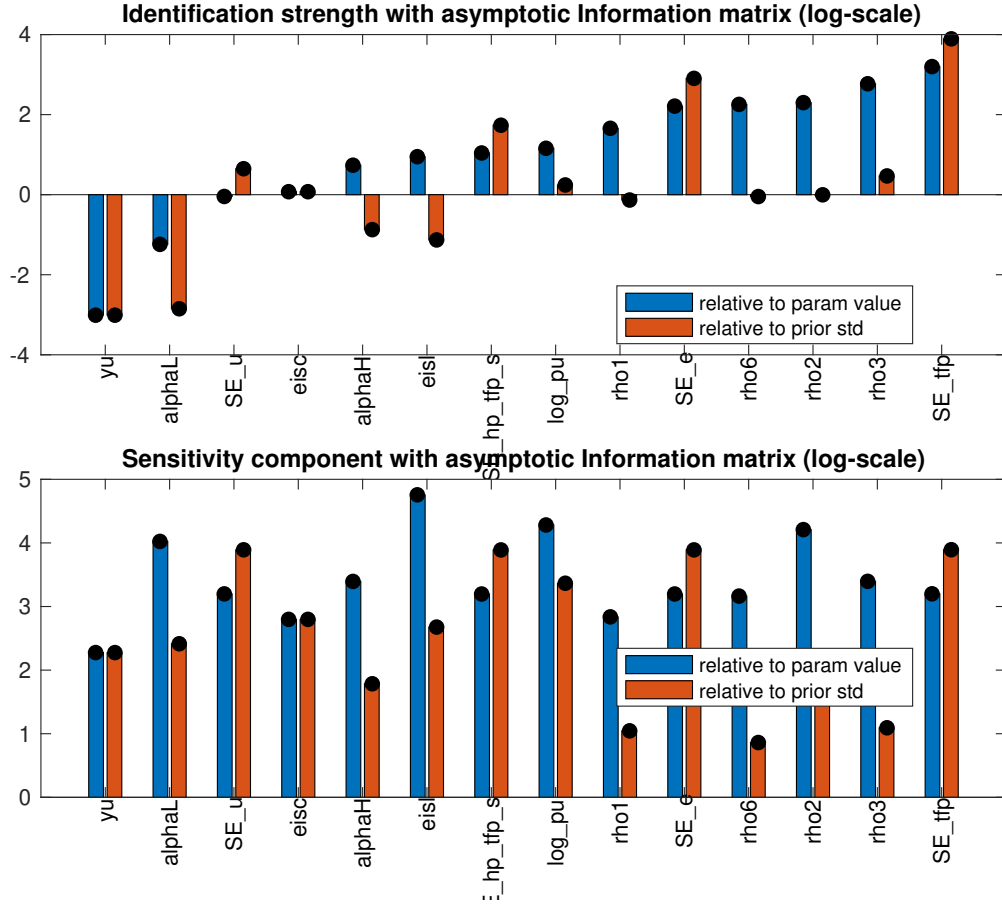 Identification strength with asymptotic Information matrix (log-scale)
4
2
0
-2
-4
relative to param value
relative to prior std
yu
alphaL
SE_u
eisc
alphaH
eisl
SE_hp_tfp_s
log_pu
rho1
SE_e
rho6
rho2
rho3
SE_tfp
Sensitivity component with asymptotic Information matrix (log-scale)
5
4
3
2
1
0
relative to param value
relative to prior std
yu
alphaL
SE_u
eisc
alphaH
eisl
E_hp_tfp_s
log_pu
rho1
SE_e
rho6
rho2
rho3
SE_tfp